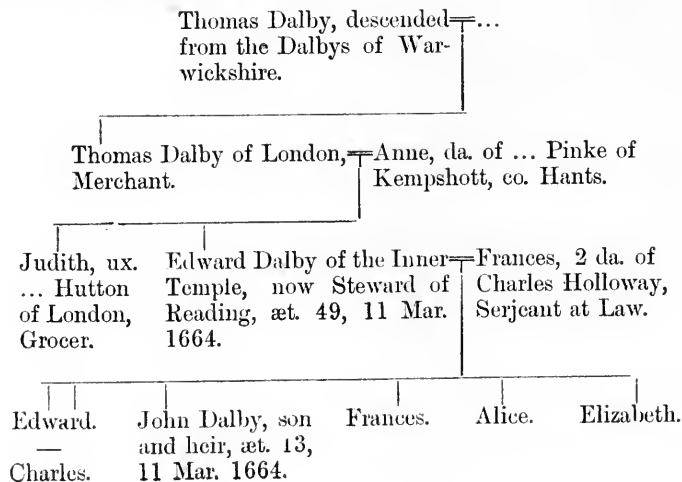 Thomas Dalby, descended
from the Dalbys of War-
wickshire.
...
Thomas Dalby of London,
Merchant.
Anne, da. of ... Pinke of
Kempshott, co. Hants.
Judith, ux.
... Hutton
of London,
Grocer.
Edward Dalby of the Inner
Temple, now Steward of
Reading, æt. 49, 11 Mar.
1664.
Frances, 2 da. of
Charles Holloway,
Serjeant at Law.
Edward.
—
Charles.
John Dalby, son
and heir, æt. 13,
11 Mar. 1664.
Frances.
Alice.
Elizabeth.